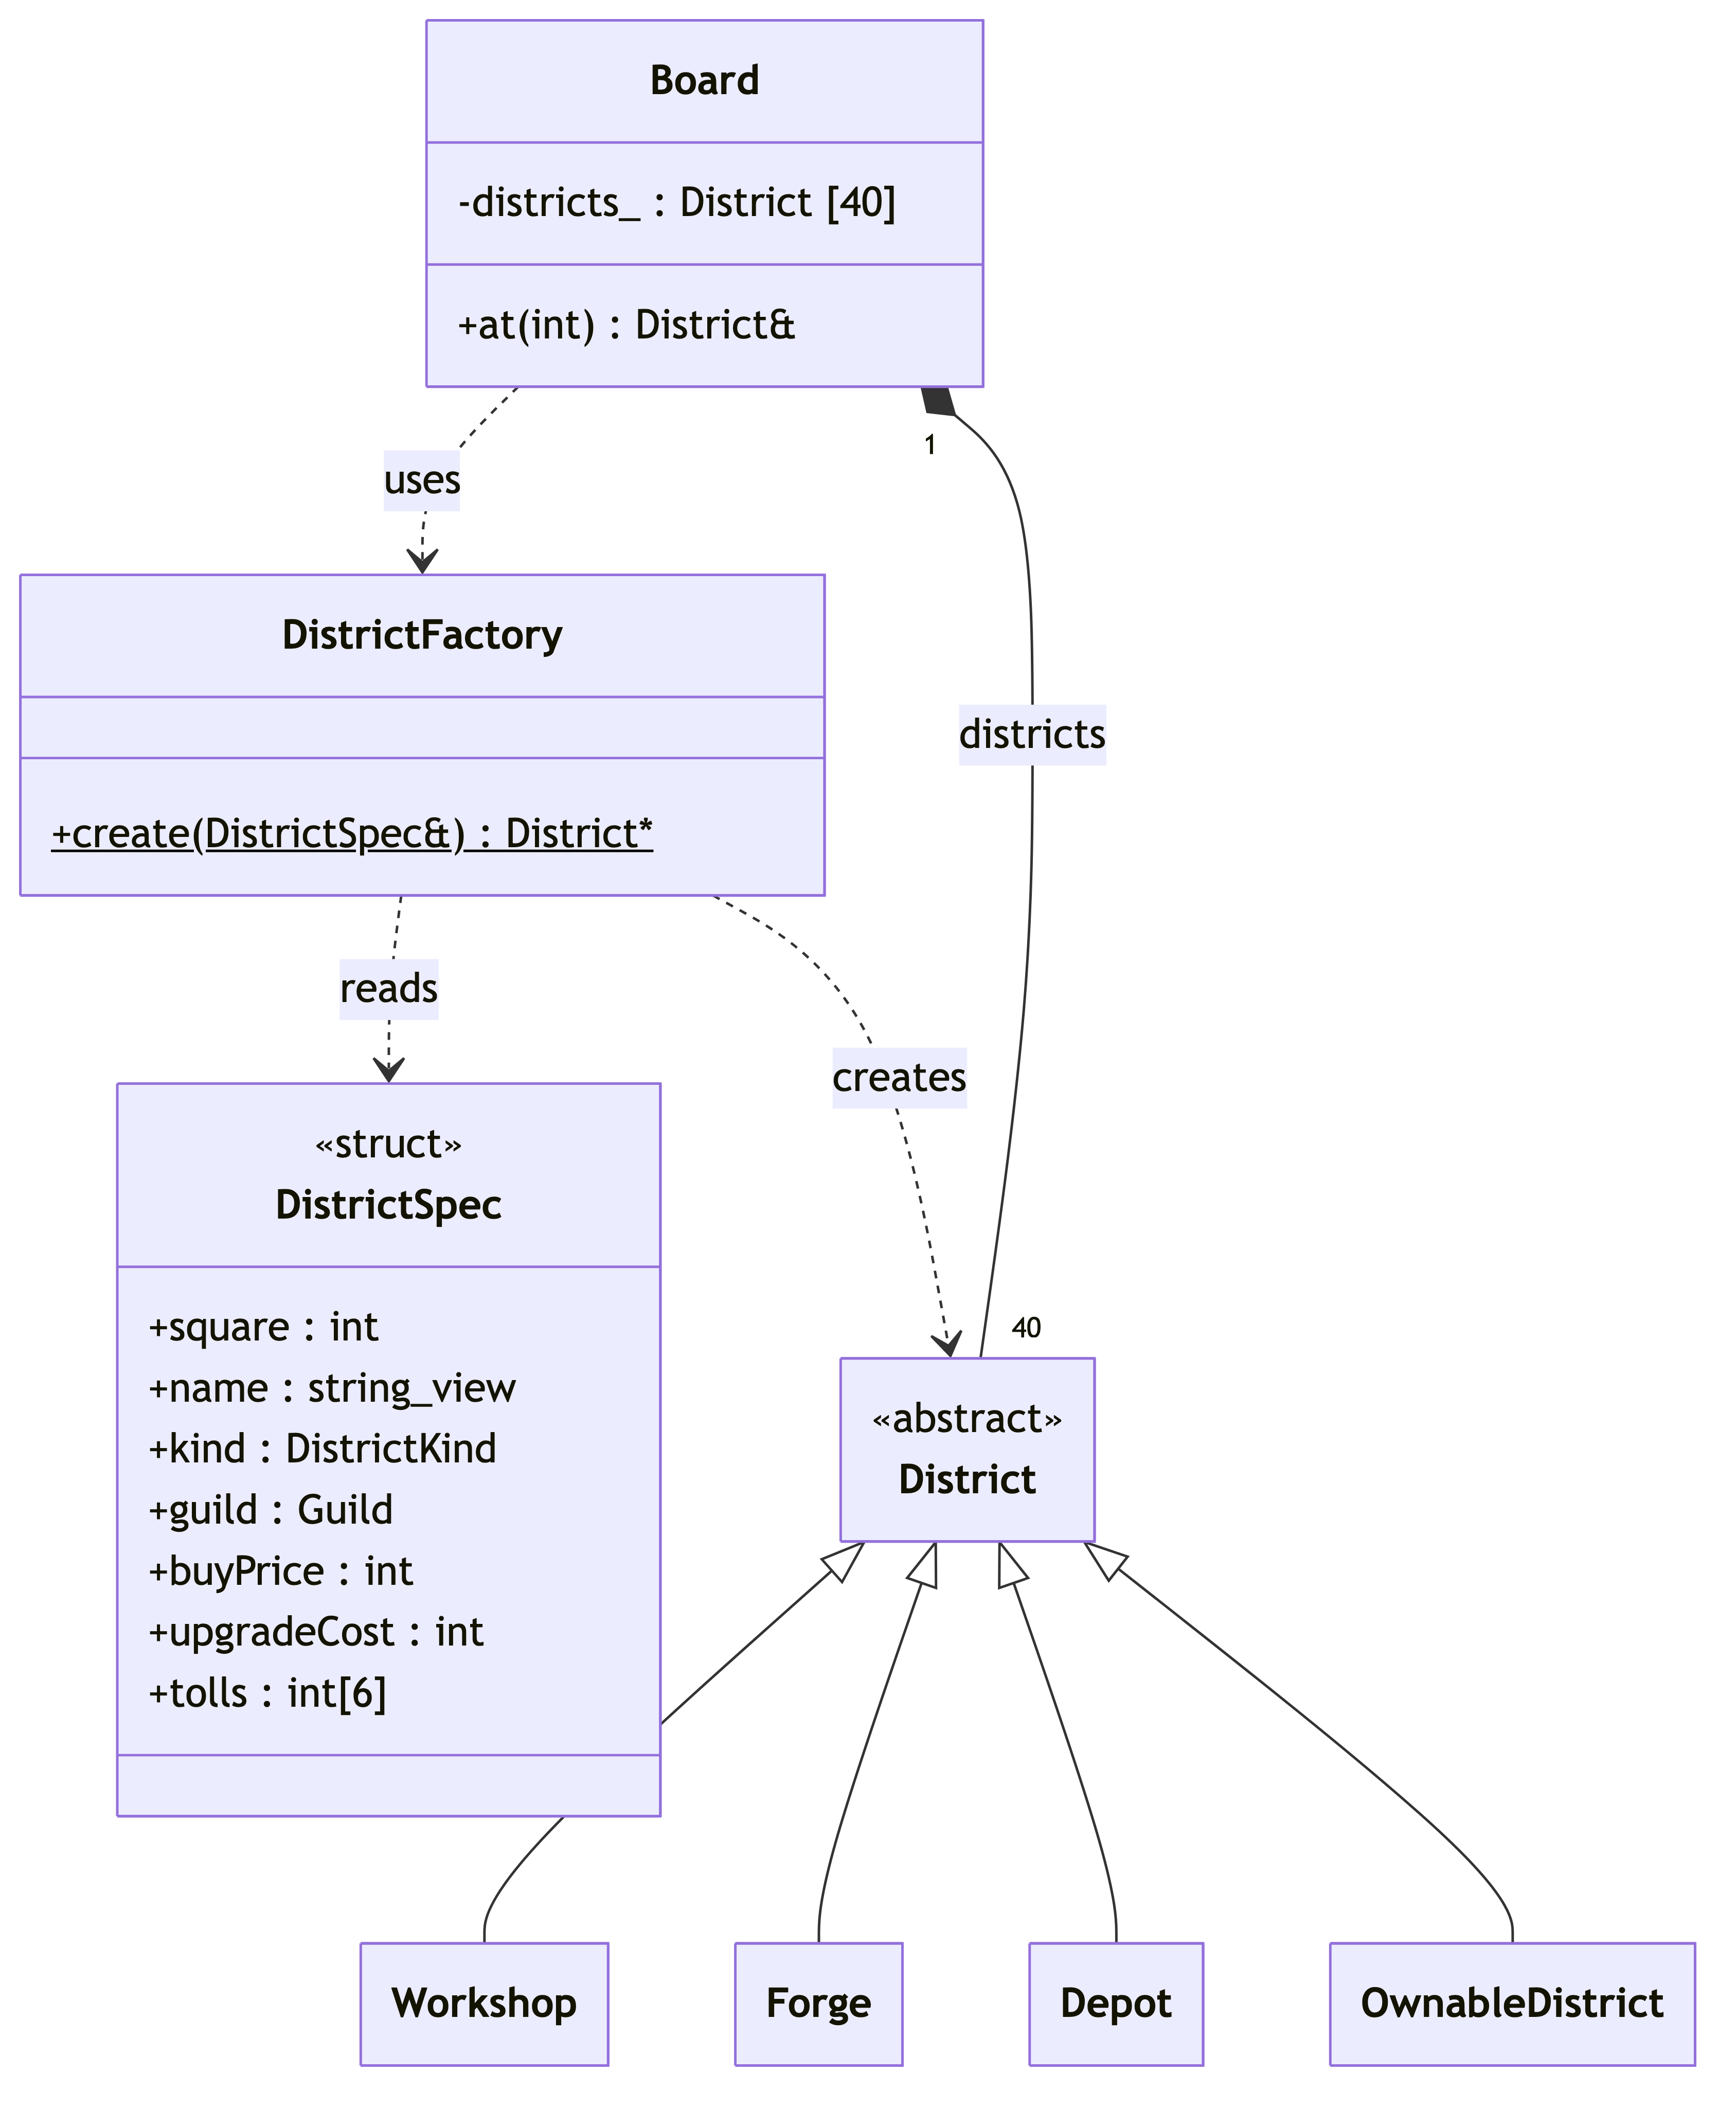 Board
-districts_ : District [40]
+at(int) : District&
1
uses
DistrictFactory
+create(DistrictSpec&) : District*
districts
reads
creates
«struct»
DistrictSpec
+square : int
+name : string_view
+kind : DistrictKind
+guild : Guild
+buyPrice : int
+upgradeCost : int
+tolls : int[6]
40
«abstract»
District
Workshop
Forge
Depot
OwnableDistrict